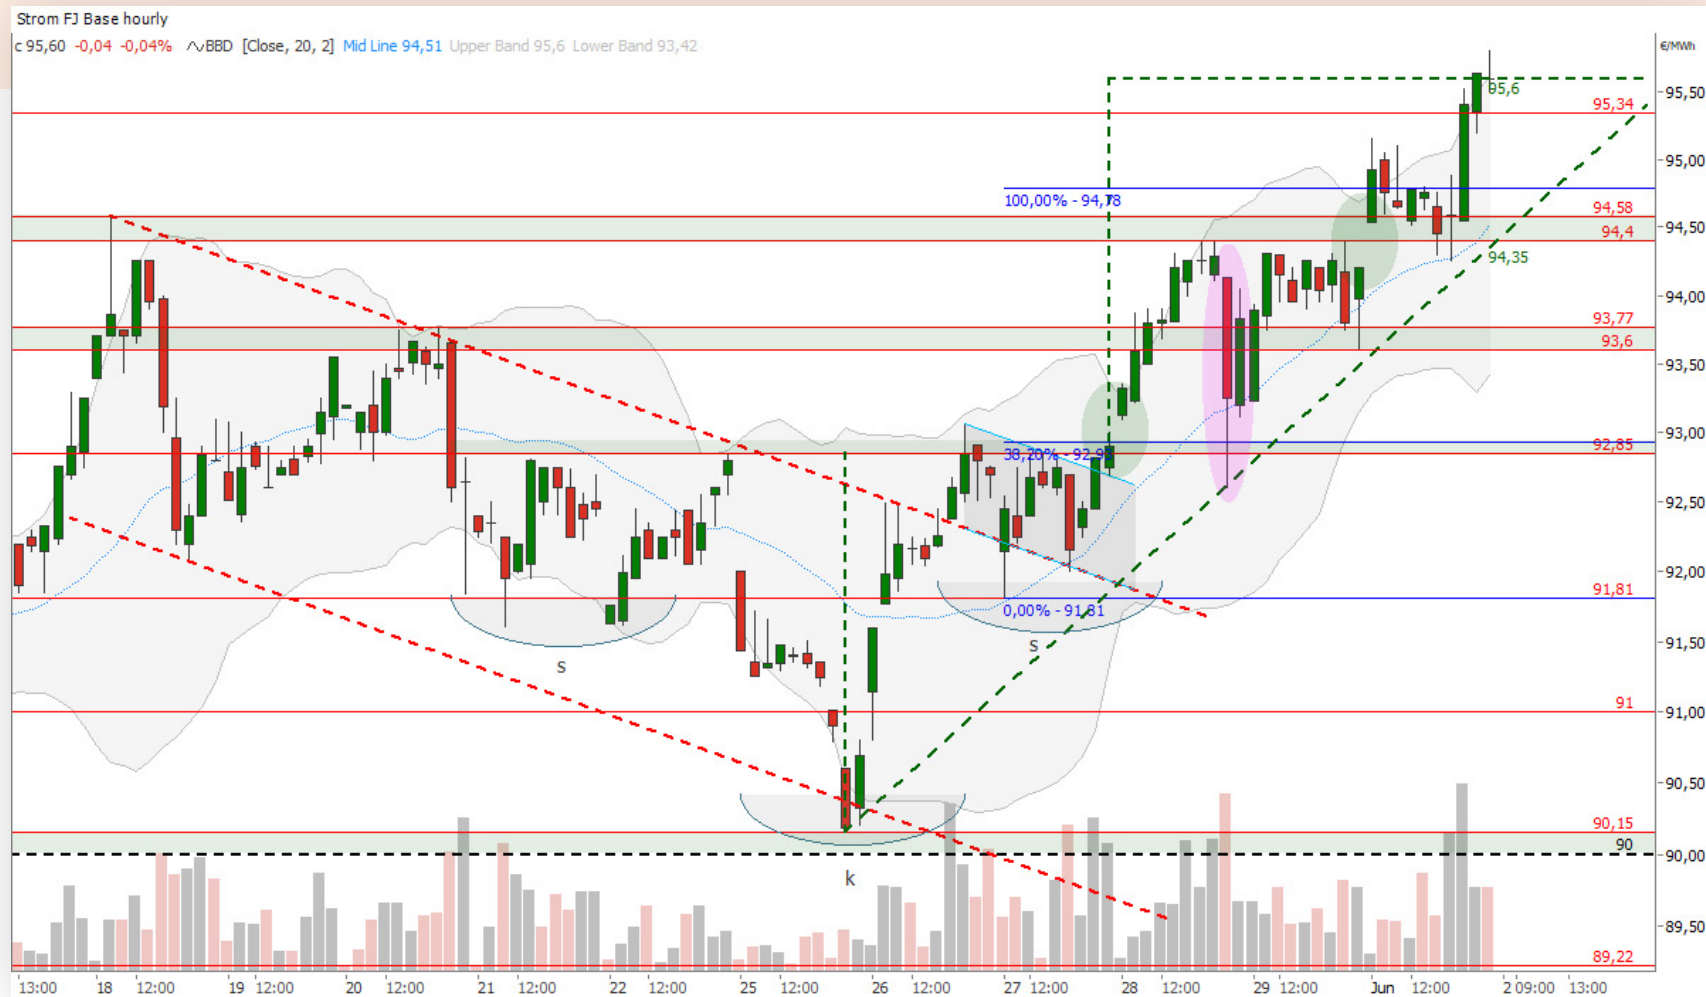 Strom FJ Base hourly
c 95,60 -0,04 -0,04% BBD [Close, 20, 2] Mid Line 94,51 Upper Band 95,6 Lower Band 93,42
€/MWh
95,6
95,50
95,34
95,00
100,00% - 94,78
94,58
94,50
94,4
94,35
94,00
93,77
93,6
93,50
93,00
92,85
38,20% - 92,9
92,50
92,00
91,81
0,00% - 91,81
s
s
91,50
91
91,00
90,50
90,15
90
90,00
k
89,50
89,22
13:00 18 12:00 19 12:00 20 12:00 21 12:00 22 12:00 25 12:00 26 12:00 27 12:00 28 12:00 29 12:00 Jun 12:00 2 09:00 13:00